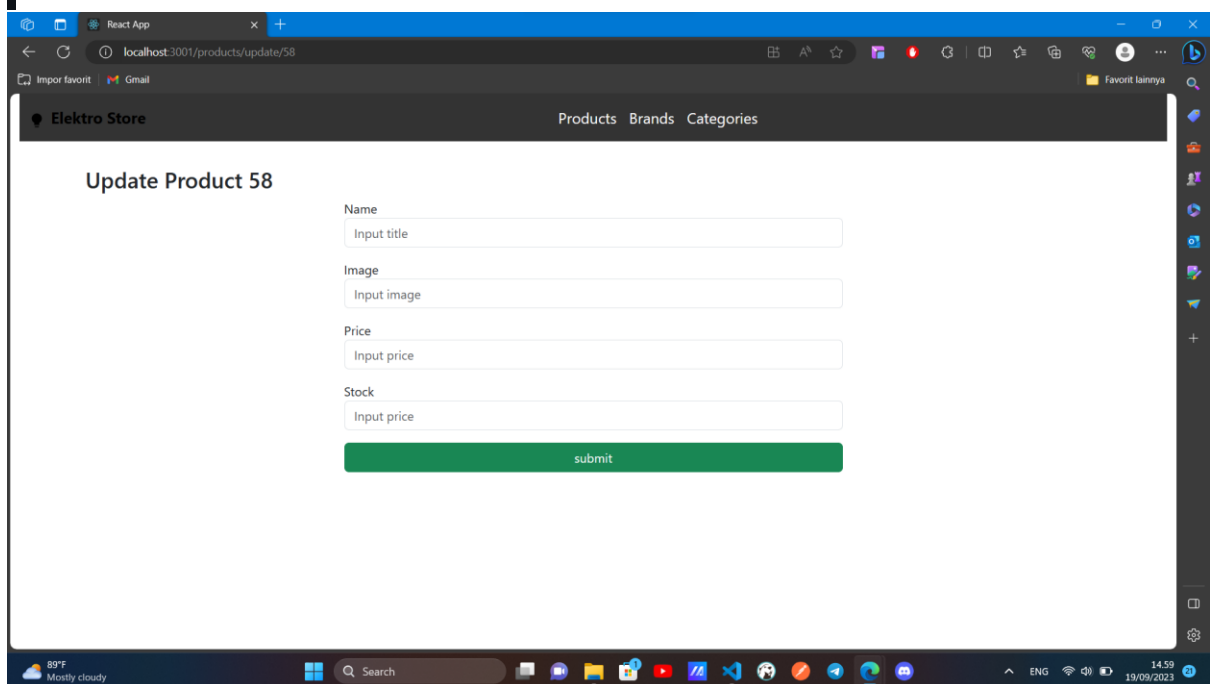 React App
localhost:3001/products/update/58
Impor favorit
Gmail
Favorit lainnya
Elektro Store
Products Brands Categories
Update Product 58
Name
Input title
Image
Input image
Price
Input price
Stock
Input price
submit
89°F
Mostly cloudy
Search
1
ENG
14.59
19/09/2023
21